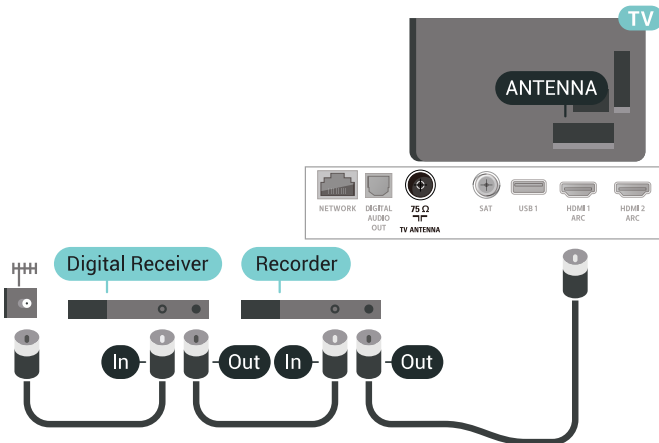 TV
ANTENNA
NETWORK
DIGITAL
AUDIO
OUT
75 Ω
TV ANTENNA
SAT
USB 1
HDMI 1
ARC
HDMI 2
ARC
Digital Receiver
Recorder
In
Out
In
Out